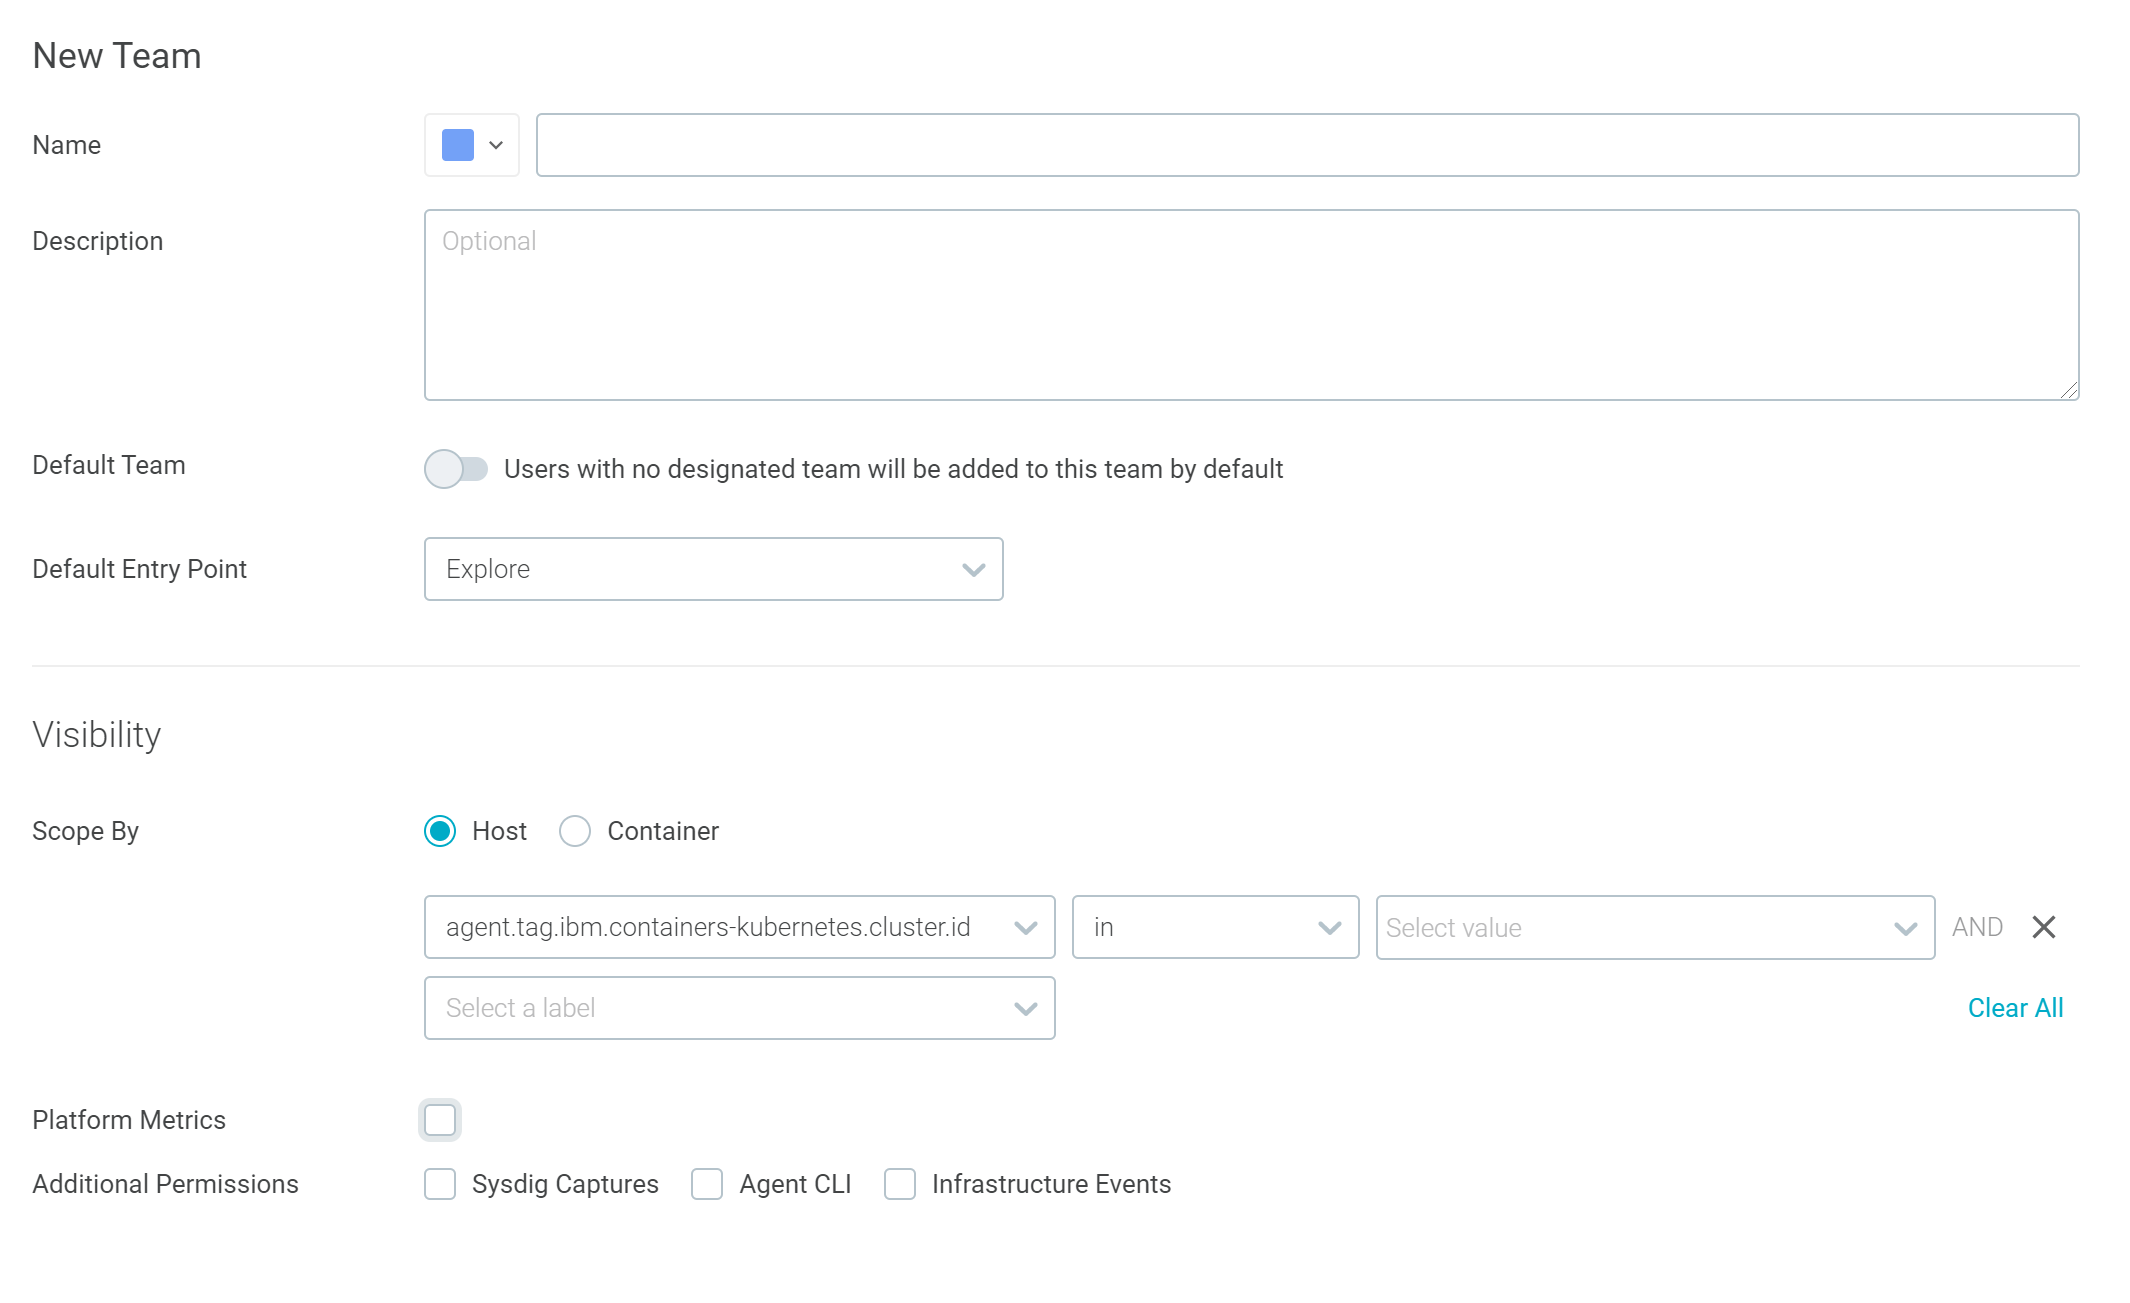 New Team
Name
Description
Optional
Default Team
Users with no designated team will be added to this team by default
Default Entry Point
Explore
Visibility
Scope By
Host
Container
agent.tag.ibm.containers-kubernetes.cluster.id
in
Select value
AND
Select a label
Clear All
Platform Metrics
Additional Permissions
Sysdig Captures
Agent CLI
Infrastructure Events